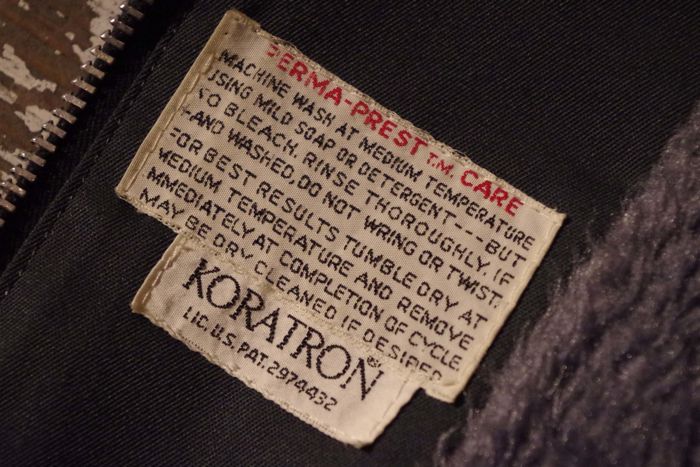 PERMA-PREST T.M. CARE
MACHINE WASH AT MEDIUM TEMPERATURE
USING MILD SOAP OR DETERGENT---BUT
NO BLEACH. RINSE THOROUGHLY. IF
HAND WASHED DO NOT WRING OR TWIST.
FOR BEST RESULTS TUMBLE DRY AT
MEDIUM TEMPERATURE AND REMOVE
IMMEDIATELY AT COMPLETION OF CYCLE.
MAY BE DRY CLEANED IF DESIRED
KORATRON®
LIC. U.S. PAT. 2974432